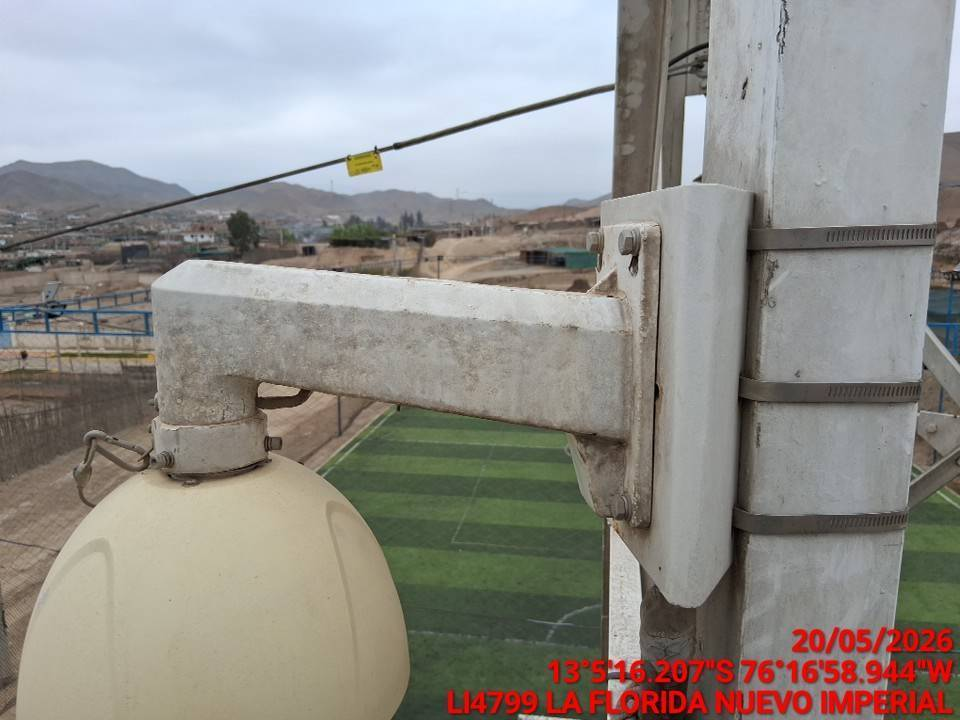 20/05/2026
13°5'16.207"S 76°16'58.944"W
LI4799 LA FLORIDA NUEVO IMPERIAL